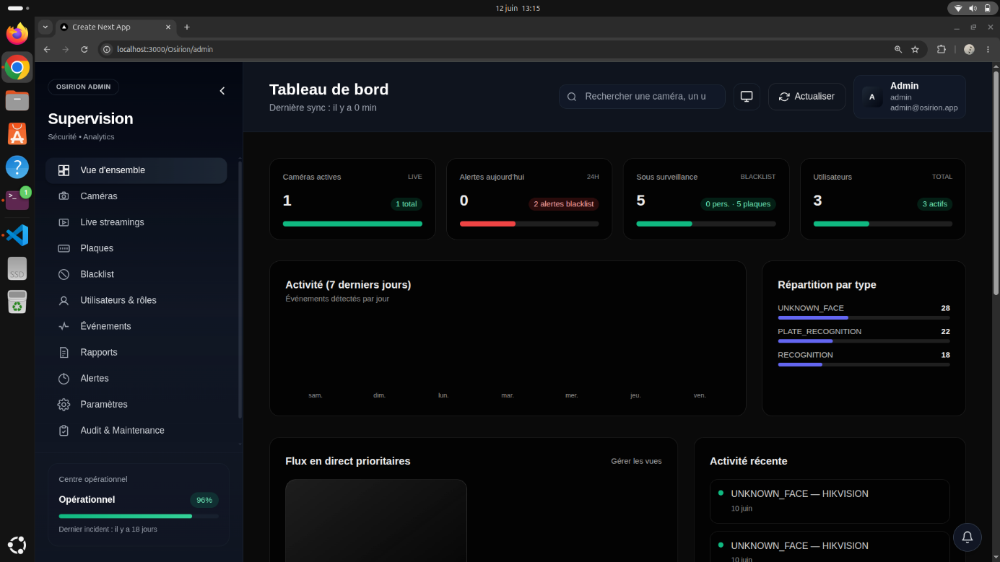 12 juin 13:15
Create Next App
localhost:3000/Osirion/admin
1
SSD
OSIRION ADMIN
Supervision
Sécurité • Analytics
Vue d'ensemble
Caméras
Live streamings
Plaques
Blacklist
Utilisateurs & rôles
Événements
Rapports
Alertes
Paramètres
Audit & Maintenance
Centre opérationnel
Opérationnel 96%
Dernier incident : il y a 18 jours
Tableau de bord
Dernière sync : il y a 0 min
Rechercher une caméra, un u
Actualiser
A
Admin
admin
admin@osirion.app
Caméras actives LIVE
1
1 total
Alertes aujourd'hui 24H
0
2 alertes blacklist
Sous surveillance BLACKLIST
5
0 pers. · 5 plaques
Utilisateurs TOTAL
3
3 actifs
Activité (7 derniers jours)
Événements détectés par jour
sam. dim. lun. mar. mer. jeu. ven.
Répartition par type
UNKNOWN_FACE 28
PLATE_RECOGNITION 22
RECOGNITION 18
Flux en direct prioritaires
Gérer les vues
Activité récente
UNKNOWN_FACE — HIKVISION
10 juin
UNKNOWN_FACE — HIKVISION
10 juin